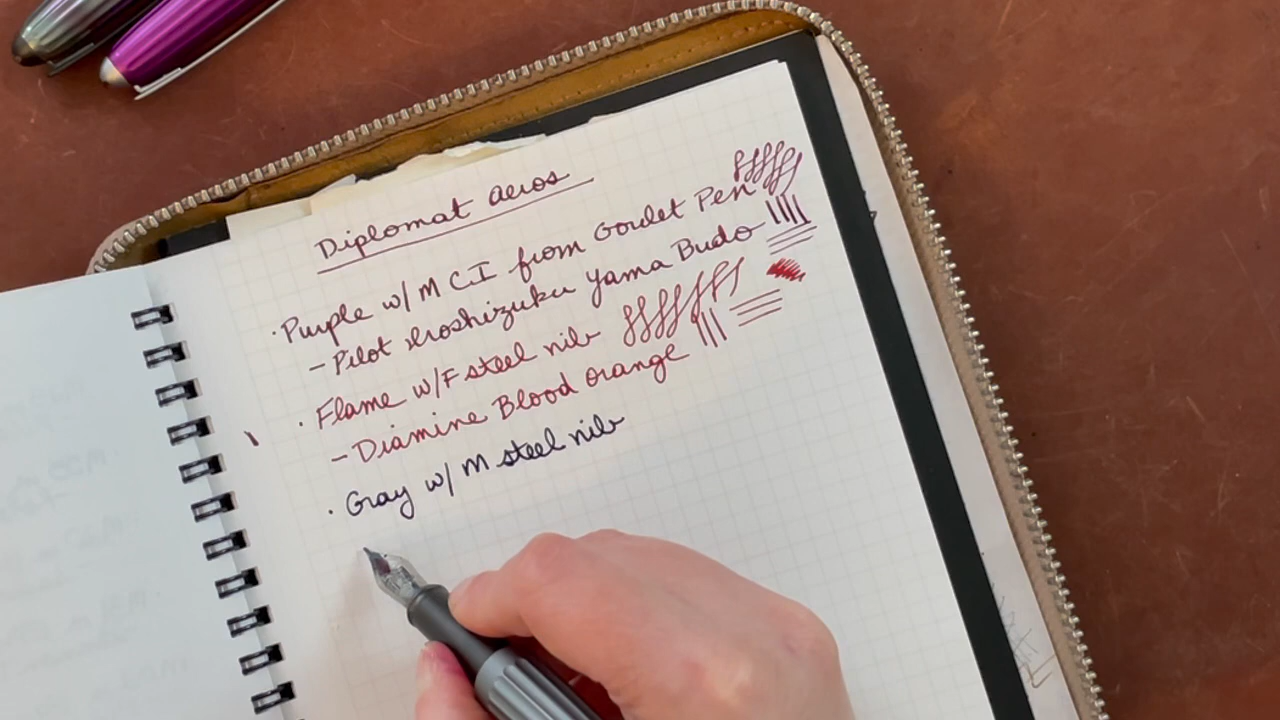 Diplomat Aeros
· Purple w/ M C.I from Goulet Pen
- Pilot Iroshizuku Yama Budo
· Flame w/ F steel nib
- Diamine Blood Orange
· Gray w/ M steel nib